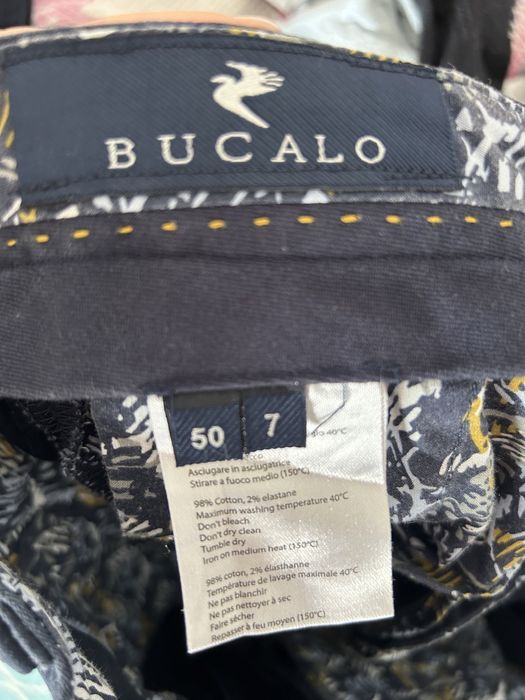 BUCALO
50
7
40°C
Asciugare in asciugatrice
Stirare a fuoco medio (150°C)
98% Cotton, 2% elastane
Maximum washing temperature 40°C
Don't bleach
Don't dry clean
Tumble dry
Iron on medium heat (150°C)
98% coton, 2% élasthanne
Température de lavage maximale 40°C
Ne pas blanchir
Ne pas nettoyer à sec
Faire sécher
Repasser à feu moyen (150°C)